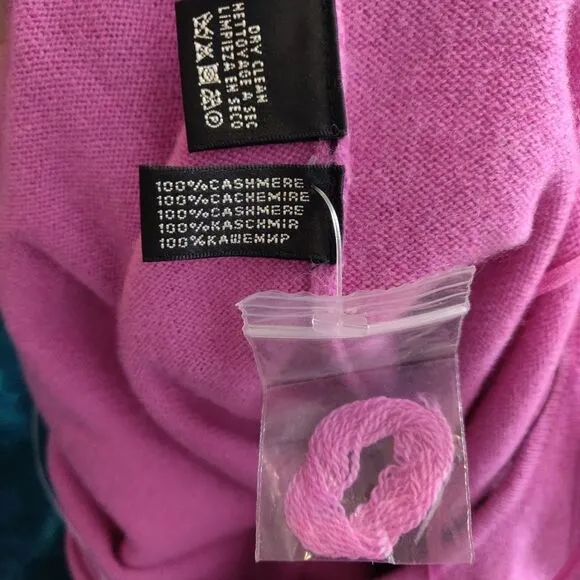 DRY CLEAN
NETTOYAGE A SEC
LIMPIEZA EN SECO
P
100%CASHMERE
100%CACHEMIRE
100%CASHMERE
100%KASCHMIR
100%КАШЕМИР